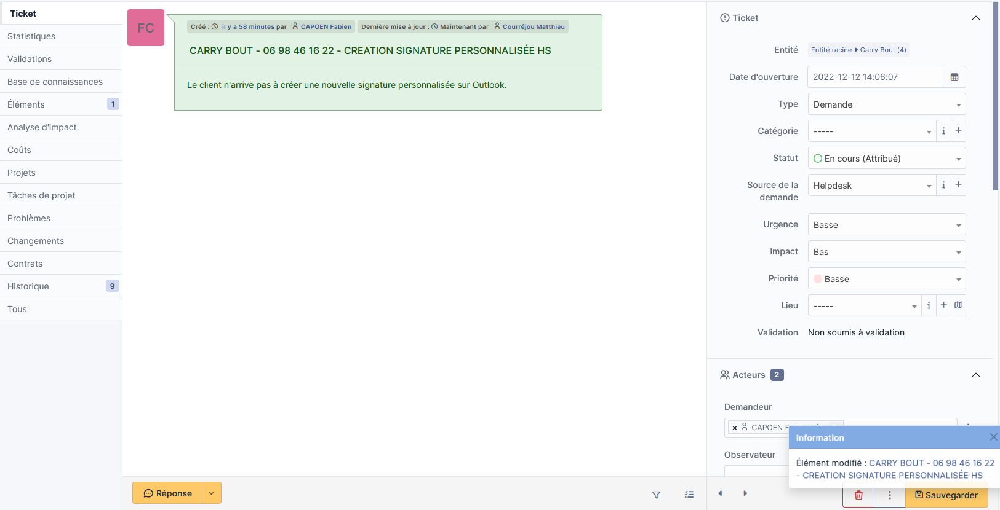 Ticket
Statistiques
Validations
Base de connaissances
Éléments 1
Analyse d'impact
Coûts
Projets
Tâches de projet
Problèmes
Changements
Contrats
Historique 9
Tous
FC
Créé : il y a 58 minutes par CAPOEN Fabien Dernière mise à jour : Maintenant par Courréjou Matthieu
CARRY BOUT - 06 98 46 16 22 - CREATION SIGNATURE PERSONNALISÉE HS
Le client n'arrive pas à créer une nouvelle signature personnalisée sur Outlook.
Réponse
Ticket
Entité Entité racine Carry Bout (4)
Date d'ouverture 2022-12-12 14:06:07
Type Demande
Catégorie ----- i +
Statut En cours (Attribué)
Source de la
demande
Helpdesk i +
Urgence Basse
Impact Bas
Priorité Basse
Lieu ----- i +
Validation Non soumis à validation
Acteurs 2
Demandeur
× CAPOEN
Observateur
Information
Élément modifié : CARRY BOUT - 06 98 46 16 22
- CREATION SIGNATURE PERSONNALISÉE HS
Sauvegarder